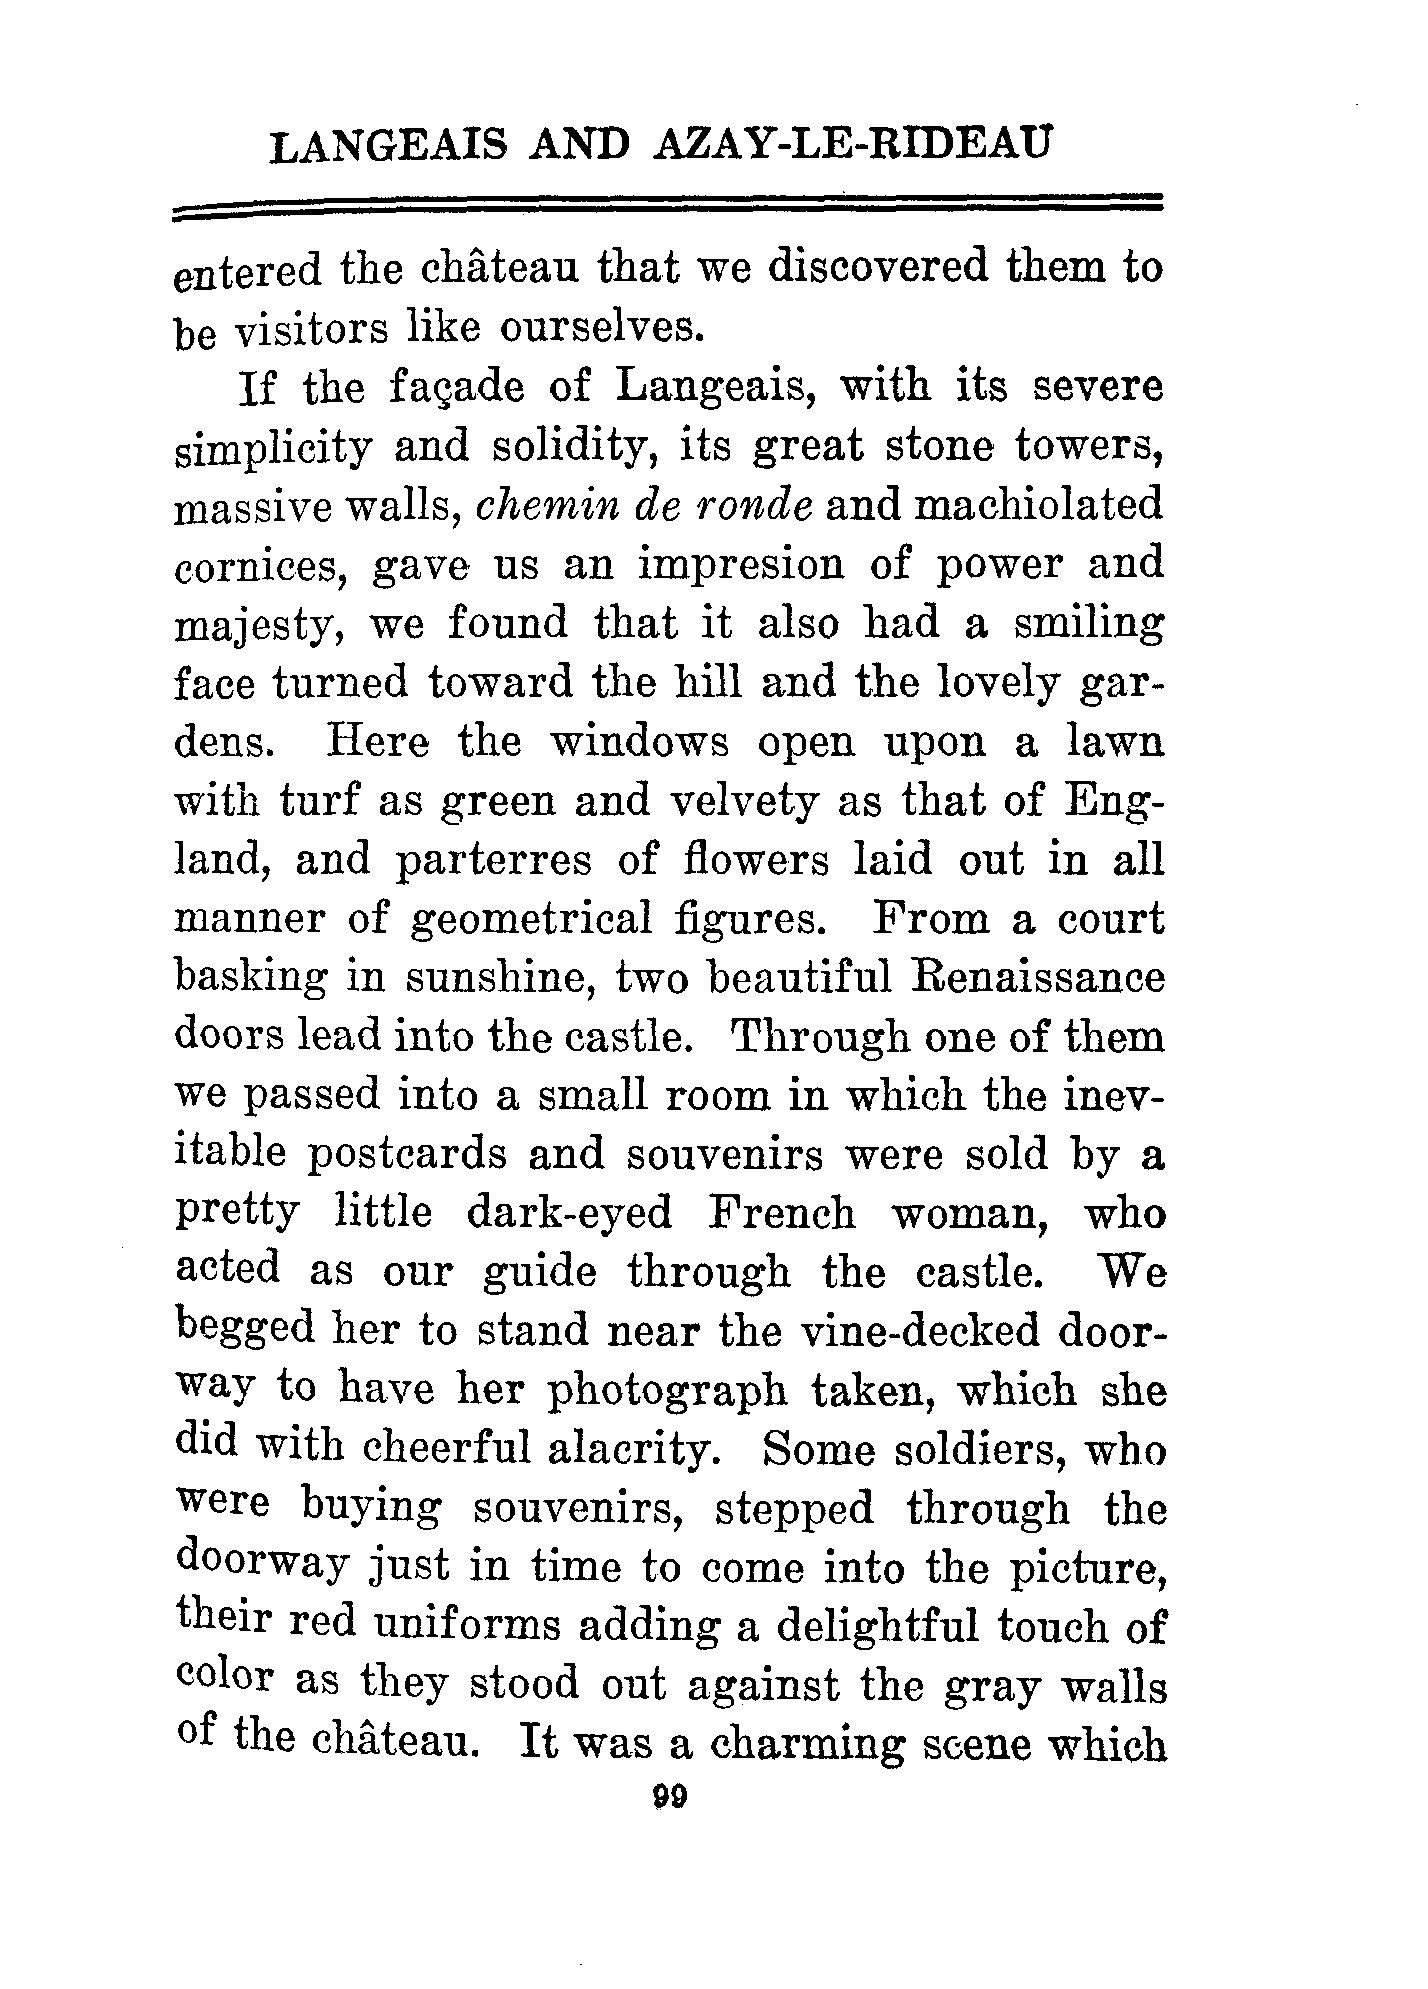 LANGEAIS AND AZAY-LE-RIDEAU
entered the château that we discovered them to
be visitors like ourselves.
If the façade of Langeais, with its severe
simplicity and solidity, its great stone towers,
massive walls, chemin de ronde and machiolated
cornices, gave us an impresion of power and
majesty, we found that it also had a smiling
face turned toward the hill and the lovely gar-
dens. Here the windows open upon a lawn
with turf as green and velvety as that of Eng-
land, and parterres of flowers laid out in all
manner of geometrical figures. From a court
basking in sunshine, two beautiful Renaissance
doors lead into the castle. Through one of them
we passed into a small room in which the inev-
itable postcards and souvenirs were sold by a
pretty little dark-eyed French woman, who
acted as our guide through the castle. We
begged her to stand near the vine-decked door-
way to have her photograph taken, which she
did with cheerful alacrity. Some soldiers, who
were buying souvenirs, stepped through the
doorway just in time to come into the picture,
their red uniforms adding a delightful touch of
color as they stood out against the gray walls
of the château. It was a charming scene which
99